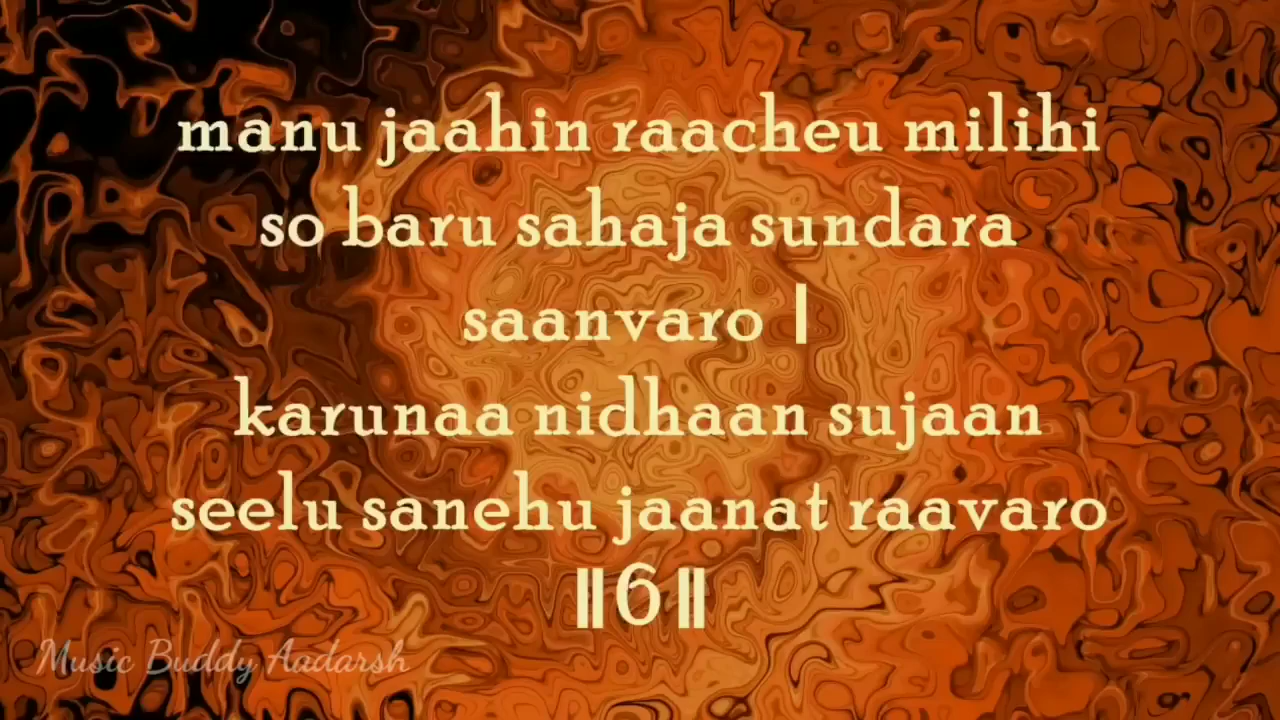 manu jaahin raacheu milihi
so baru sahaja sundara
saanvaro |
karunaa nidhaan sujaan
seelu sanehu jaanat raavaro
||6||
Music Buddy Aadarsh